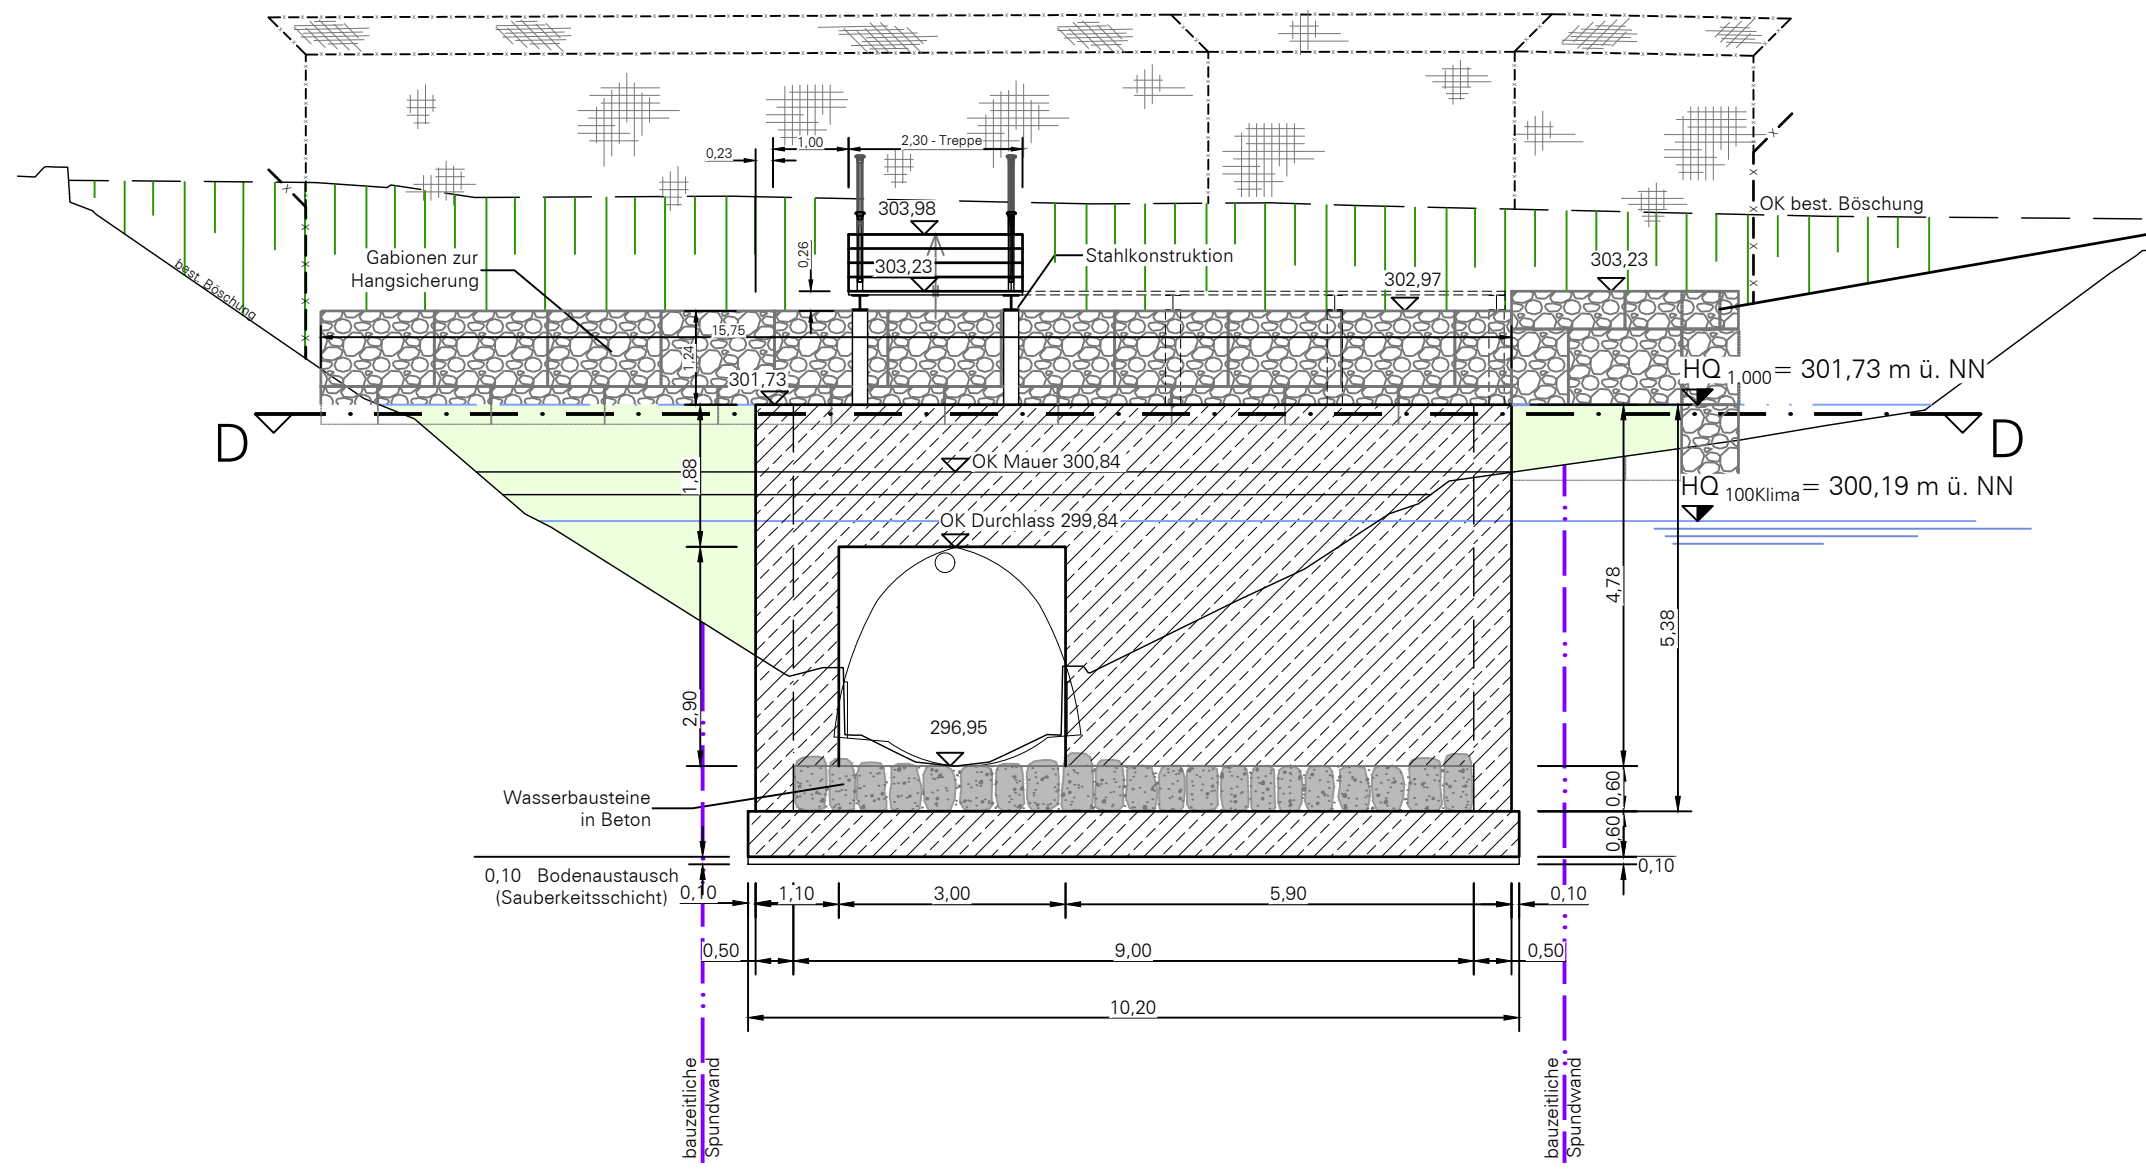 2,30 - Treppe
1,00
0,23
303,98
OK best. Böschung
Gabionen zur
Hangsicherung
0,26
303,23
Stahlkonstruktion
303,23
302,97
best. Böschung
15,75
1,24
301,73
HQ 1.000 = 301,73 m ü. NN
D
D
OK Mauer 300,84
1,88
HQ 100Klima = 300,19 m ü. NN
OK Durchlass 299,84
4,78
5,38
2,90
296,95
Wasserbausteine
in Beton
0,60
0,60
0,10
0,10 Bodenaustausch
(Sauberkeitsschicht)
0,10
1,10
3,00
5,90
0,10
0,50
9,00
0,50
10,20
bauzeitliche
Spundwand
bauzeitliche
Spundwand